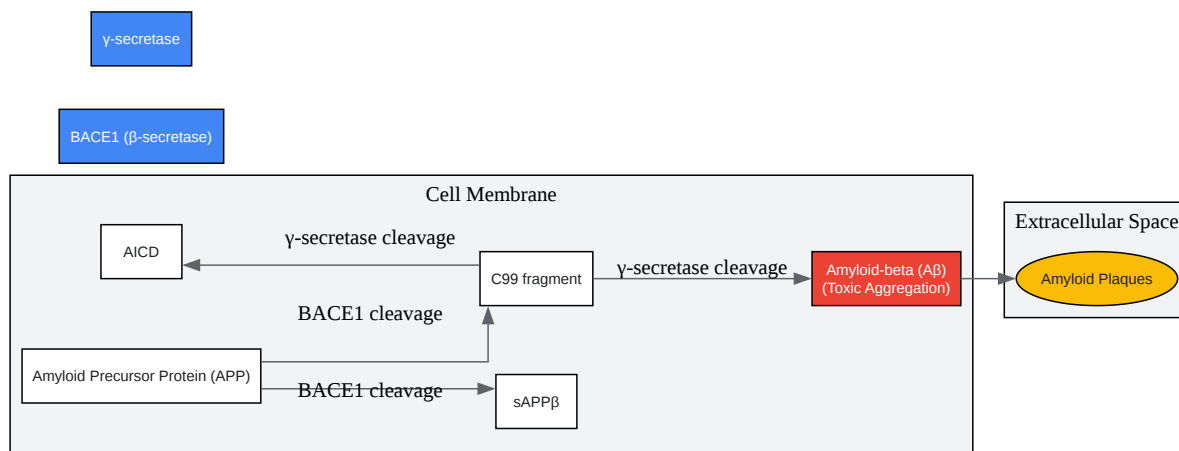 γ-secretase
BACE1 (β-secretase)
Cell Membrane
Extracellular Space
AICD
γ-secretase cleavage
C99 fragment
γ-secretase cleavage
Amyloid-beta (Aβ)
(Toxic Aggregation)
Amyloid Plaques
BACE1 cleavage
Amyloid Precursor Protein (APP)
BACE1 cleavage
sAPPβ